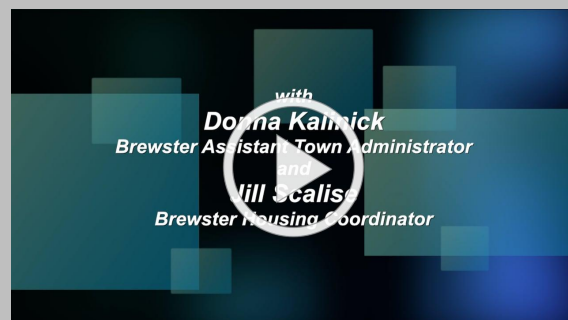 with
Donna Kalinick
Brewster Assistant Town Administrator
and
Jill Scalise
Brewster Housing Coordinator